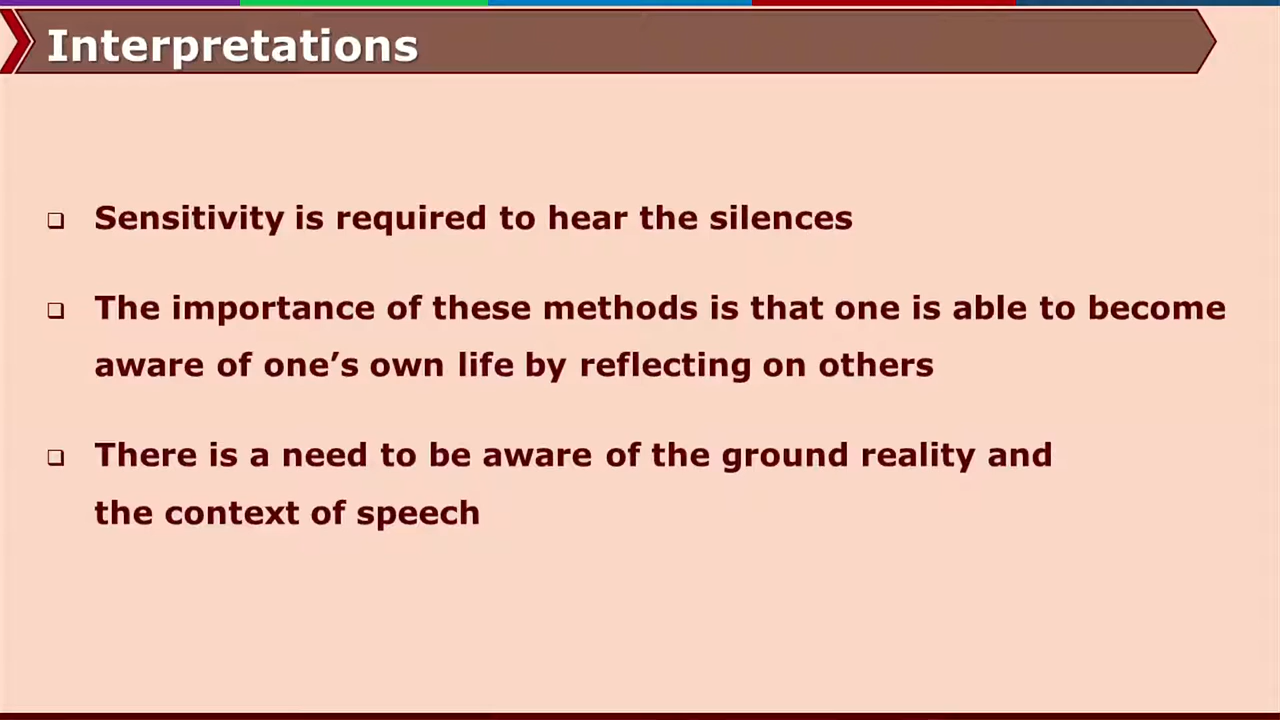 Interpretations
Sensitivity is required to hear the silences
The importance of these methods is that one is able to become
aware of one’s own life by reflecting on others
There is a need to be aware of the ground reality and
the context of speech